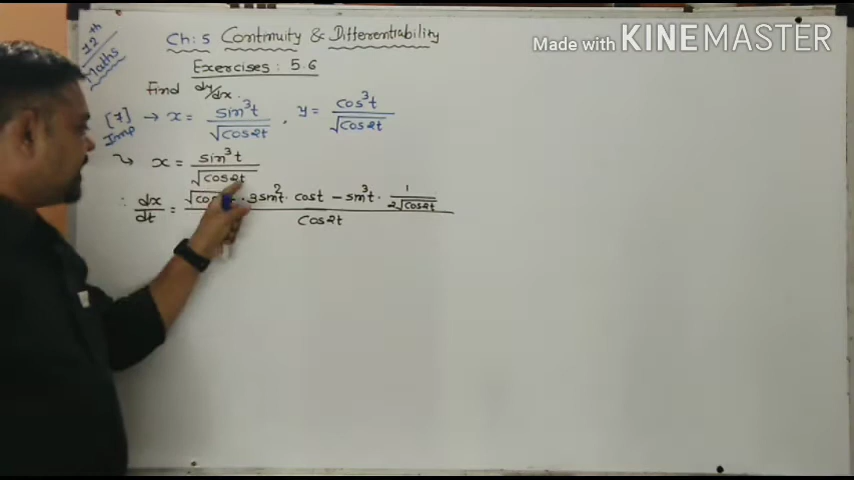 12th
Maths
Ch: 5 Continuity & Differentiability
Made with KINEMASTER
Exercises: 5.6
Find dy/dx.
[7] → x = sin³t / √cos2t , y = cos³t / √cos2t
Imp
x = sin³t / √cos2t
∴ dx/dt = √cos2t · 3sin²t · cost − sin³t · 1/2√cos2t / cos2t